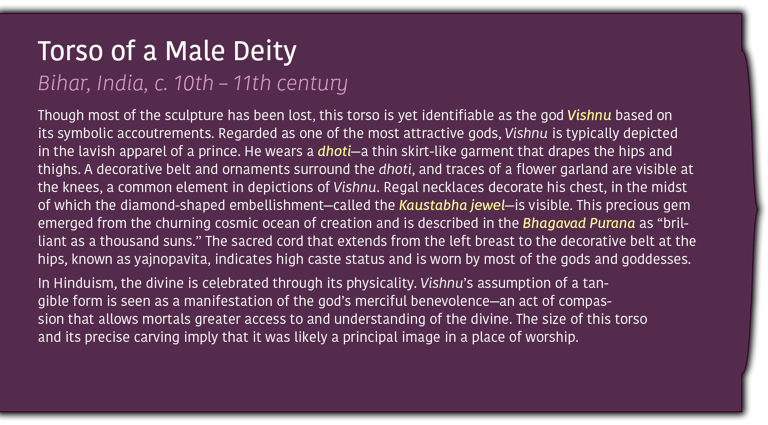 Torso of a Male Deity
Bihar, India, c. 10th – 11th century
Though most of the sculpture has been lost, this torso is yet identifiable as the god Vishnu based on
its symbolic accoutrements. Regarded as one of the most attractive gods, Vishnu is typically depicted
in the lavish apparel of a prince. He wears a dhoti—a thin skirt-like garment that drapes the hips and
thighs. A decorative belt and ornaments surround the dhoti, and traces of a flower garland are visible at
the knees, a common element in depictions of Vishnu. Regal necklaces decorate his chest, in the midst
of which the diamond-shaped embellishment—called the Kaustabha jewel—is visible. This precious gem
emerged from the churning cosmic ocean of creation and is described in the Bhagavad Purana as “bril-
liant as a thousand suns.” The sacred cord that extends from the left breast to the decorative belt at the
hips, known as yajnopavita, indicates high caste status and is worn by most of the gods and goddesses.
In Hinduism, the divine is celebrated through its physicality. Vishnu’s assumption of a tan-
gible form is seen as a manifestation of the god’s merciful benevolence—an act of compas-
sion that allows mortals greater access to and understanding of the divine. The size of this torso
and its precise carving imply that it was likely a principal image in a place of worship.